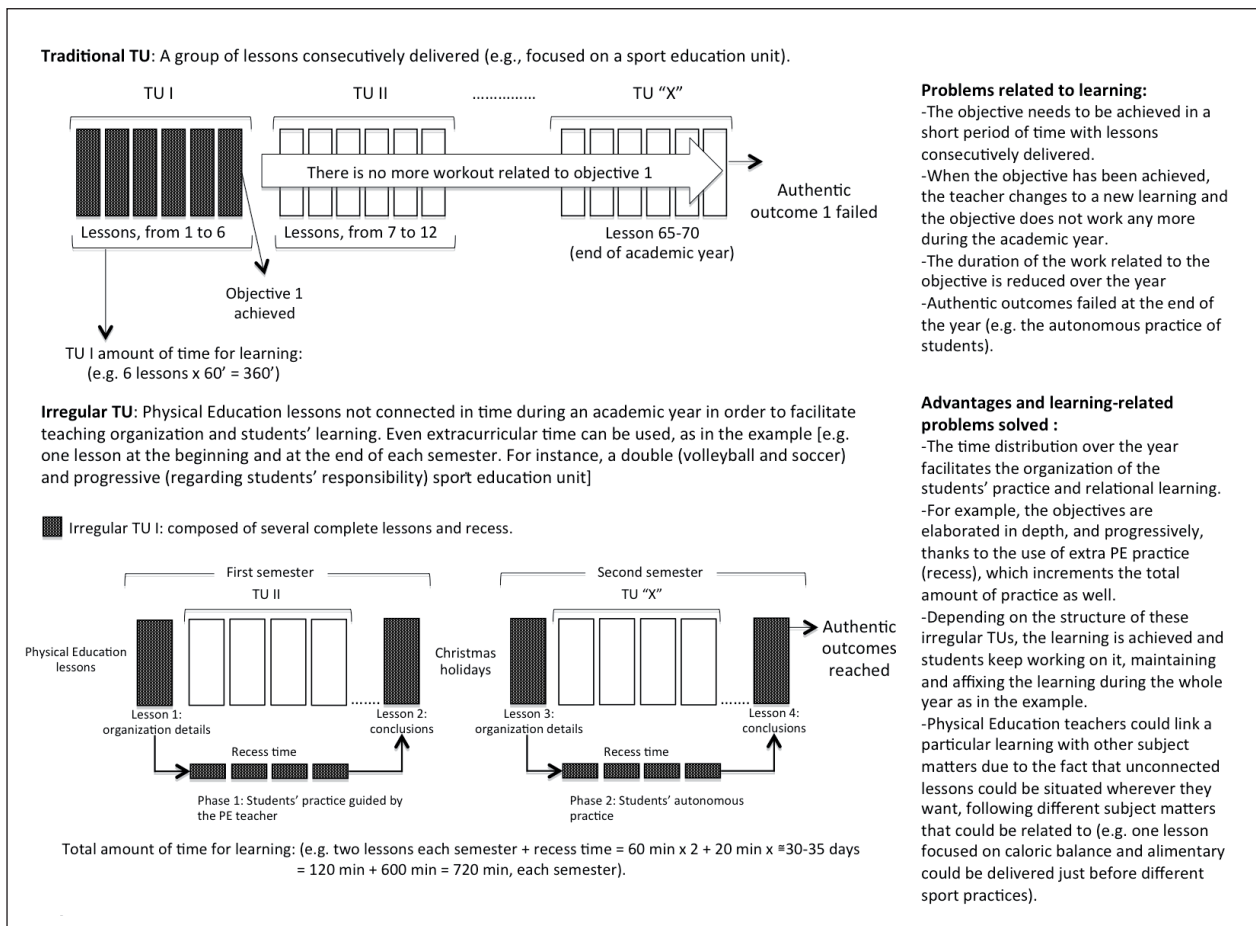 Traditional TU: A group of lessons consecutively delivered (e.g., focused on a sport education unit).
TU I
TU II
..............
TU “X”
There is no more workout related to objective 1
Authentic
outcome 1 failed
Lessons, from 1 to 6
Lessons, from 7 to 12
Lesson 65-70
(end of academic year)
Objective 1
achieved
TU I amount of time for learning:
(e.g. 6 lessons x 60’ = 360’)
Problems related to learning:
-The objective needs to be achieved in a
short period of time with lessons
consecutively delivered.
-When the objective has been achieved,
the teacher changes to a new learning and
the objective does not work any more
during the academic year.
-The duration of the work related to the
objective is reduced over the year
-Authentic outcomes failed at the end of
the year (e.g. the autonomous practice of
students).
Irregular TU: Physical Education lessons not connected in time during an academic year in order to facilitate
teaching organization and students’ learning. Even extracurricular time can be used, as in the example [e.g.
one lesson at the beginning and at the end of each semester. For instance, a double (volleyball and soccer)
and progressive (regarding students’ responsibility) sport education unit]
Irregular TU I: composed of several complete lessons and recess.
First semester
TU II
Second semester
TU “X”
Physical Education
lessons
Christmas
holidays
Authentic
outcomes
reached
.......
.......
Lesson 1:
organization details
Lesson 2:
conclusions
Lesson 3:
organization details
Lesson 4:
conclusions
Recess time
Recess time
Phase 1: Students’ practice guided by
the PE teacher
Phase 2: Students’ autonomous
practice
Total amount of time for learning: (e.g. two lessons each semester + recess time = 60 min x 2 + 20 min x ≅30-35 days
= 120 min + 600 min = 720 min, each semester).
Advantages and learning-related
problems solved :
-The time distribution over the year
facilitates the organization of the
students’ practice and relational learning.
-For example, the objectives are
elaborated in depth, and progressively,
thanks to the use of extra PE practice
(recess), which increments the total
amount of practice as well.
-Depending on the structure of these
irregular TUs, the learning is achieved and
students keep working on it, maintaining
and affixing the learning during the whole
year as in the example.
-Physical Education teachers could link a
particular learning with other subject
matters due to the fact that unconnected
lessons could be situated wherever they
want, following different subject matters
that could be related to (e.g. one lesson
focused on caloric balance and alimentary
could be delivered just before different
sport practices).